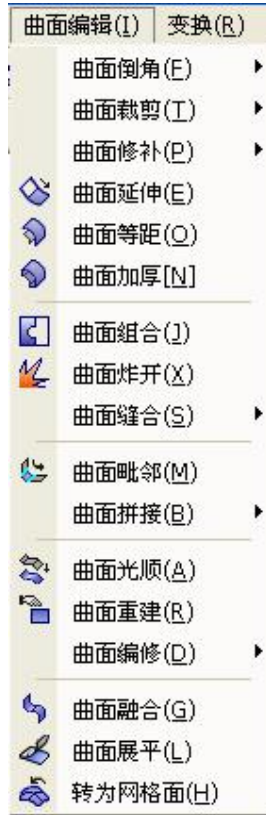 曲面编辑(I) 变换(R)
曲面倒角(F)
曲面裁剪(T)
曲面修补(P)
曲面延伸(E)
曲面等距(O)
曲面加厚[N]
曲面组合(J)
曲面炸开(X)
曲面缝合(S)
曲面毗邻(M)
曲面拼接(B)
曲面光顺(A)
曲面重建(R)
曲面编修(D)
曲面融合(G)
曲面展平(L)
转为网格面(H)